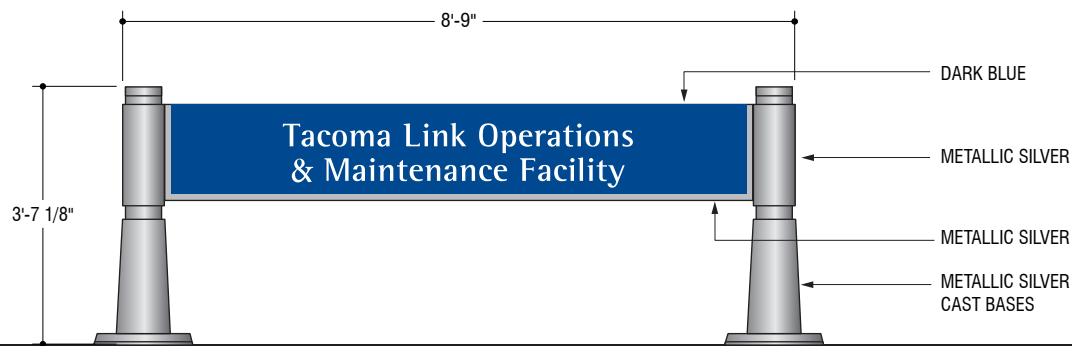 8'-9"
DARK BLUE
Tacoma Link Operations
& Maintenance Facility
METALLIC SILVER
3'-7 1/8"
METALLIC SILVER
METALLIC SILVER
CAST BASES